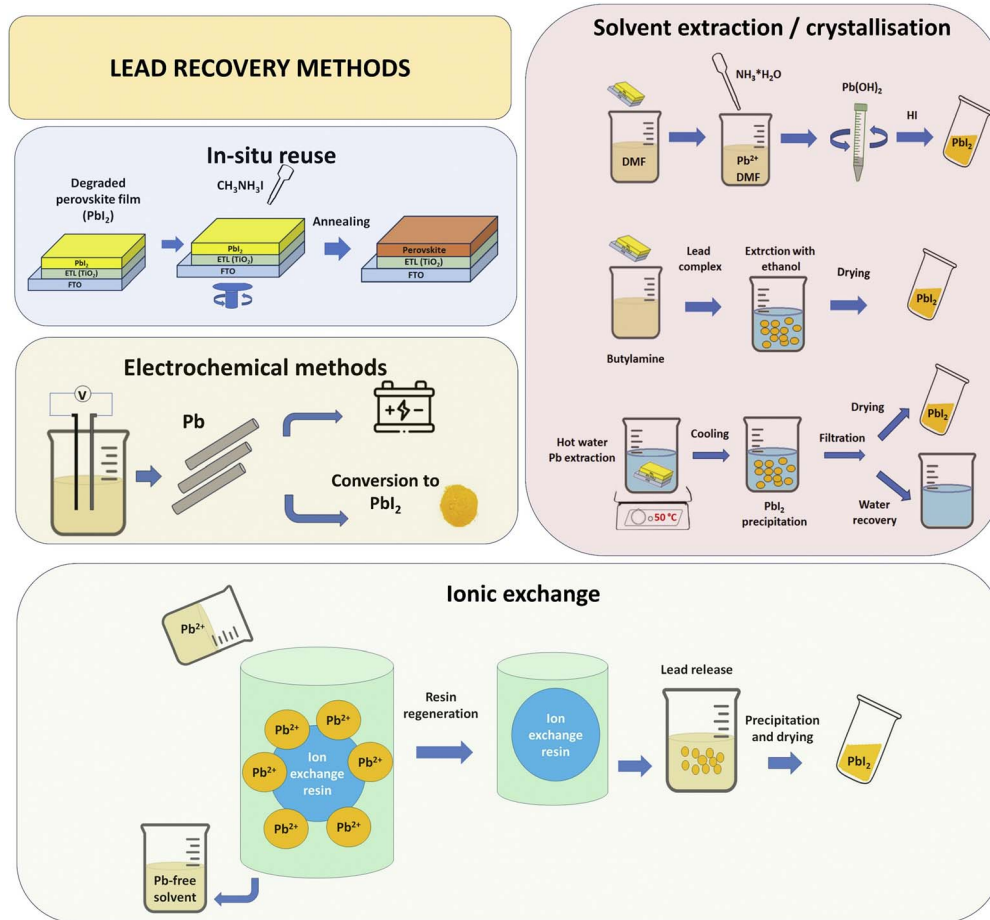 LEAD RECOVERY METHODS
In-situ reuse
Degraded
perovskite film
(PbI₂)
PbI₂
ETL (TiO₂)
FTO
CH₃NH₃I
PbI₂
ETL (TiO₂)
FTO
Annealing
Perovskite
ETL (TiO₂)
FTO
Electrochemical methods
V
Pb
Conversion to
PbI₂
Solvent extraction / crystallisation
DMF
NH₃*H₂O
Pb²⁺
DMF
Pb(OH)₂
HI
PbI₂
Butylamine
Lead
complex
Extrction with
ethanol
Drying
PbI₂
Hot water
Pb extraction
50 °C
Cooling
PbI₂
precipitation
Filtration
Drying
PbI₂
Water
recovery
Ionic exchange
Pb²⁺
Pb²⁺
Pb²⁺
Pb²⁺
Pb²⁺
Pb²⁺
Pb²⁺
Ion
exchange
resin
Pb-free
solvent
Resin
regeneration
Ion
exchange
resin
Lead release
Precipitation
and drying
PbI₂